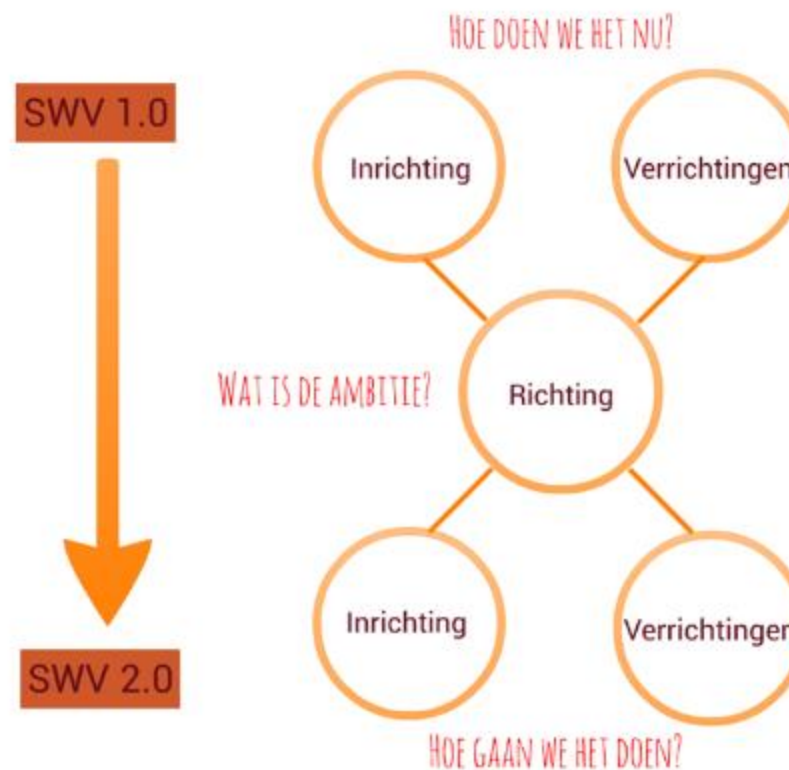 HOE DOEN WE HET NU?
SWV 1.0
Inrichting
Verrichtingen
WAT IS DE AMBITIE?
Richting
Inrichting
Verrichtingen
SWV 2.0
HOE GAAN WE HET DOEN?